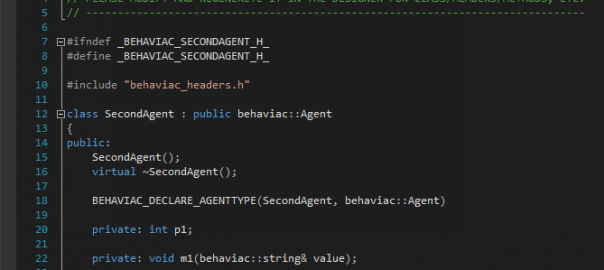 // PLEASE MODIFY AND REGENERATE IT IN THE DESIGNER FOR CLASS/MEMBERS/METHODS, ETC.
5 // ---------------------------------------------------------------------------------
6
7 #ifndef _BEHAVIAC_SECONDAGENT_H_
8 #define _BEHAVIAC_SECONDAGENT_H_
9
10 #include "behaviac_headers.h"
11
12 class SecondAgent : public behaviac::Agent
13 {
14 public:
15 SecondAgent();
16 virtual ~SecondAgent();
17
18 BEHAVIAC_DECLARE_AGENTTYPE(SecondAgent, behaviac::Agent)
19
20 private: int p1;
21
22 private: void m1(behaviac::string& value);